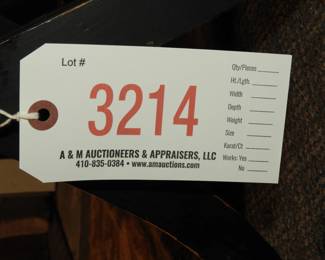 Lot #
3214
A & M AUCTIONEERS & APPRAISERS, LLC
410-835-0384 • www.amauctions.com
Qty/Pieces
Ht./Lgth.
Width
Depth
Weight
Size
Karat/Ct
Works: Yes
No